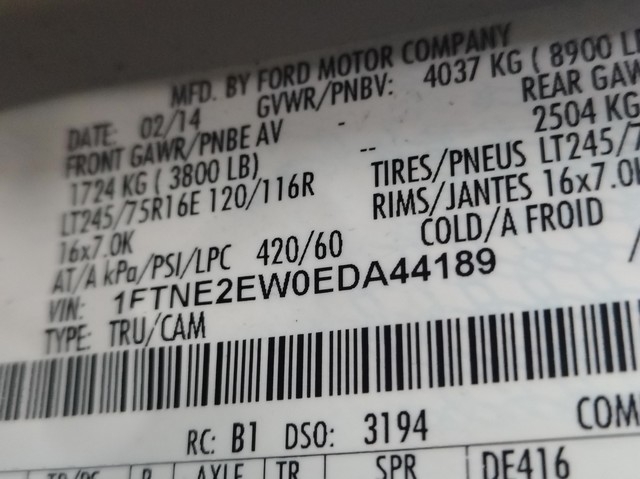 MFD. BY FORD MOTOR COMPANY
DATE: 02/14 GVWR/PNBV: 4037 KG ( 8900 LB
FRONT GAWR/PNBE AV - REAR GAW
1724 KG ( 3800 LB) -- 2504 KG
LT245/75R16E 120/116R TIRES/PNEUS LT245/7
16x7.0K RIMS/JANTES 16x7.0
AT/A kPa/PSI/LPC 420/60 COLD/A FROID
VIN: 1FTNE2EW0EDA44189
TYPE: TRU/CAM
RC: B1 DSO: 3194 COM
AXLE TR SPR DE416